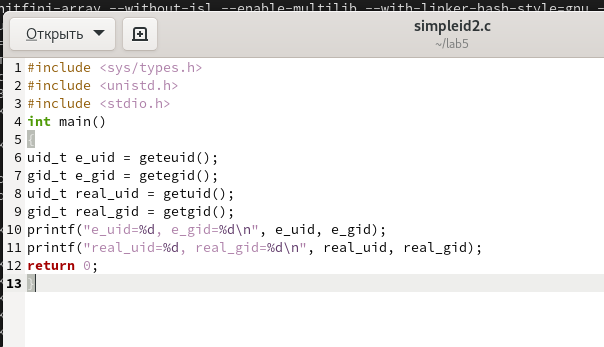 nitfini-array --without-isl --enable-multilib --with-linker-hash-style=gnu
Открыть
simpleid2.c
~/lab5
1 #include <sys/types.h>
2 #include <unistd.h>
3 #include <stdio.h>
4 int main()
5 {
6 uid_t e_uid = geteuid();
7 gid_t e_gid = getegid();
8 uid_t real_uid = getuid();
9 gid_t real_gid = getgid();
10 printf("e_uid=%d, e_gid=%d\n", e_uid, e_gid);
11 printf("real_uid=%d, real_gid=%d\n", real_uid, real_gid);
12 return 0;
13 }